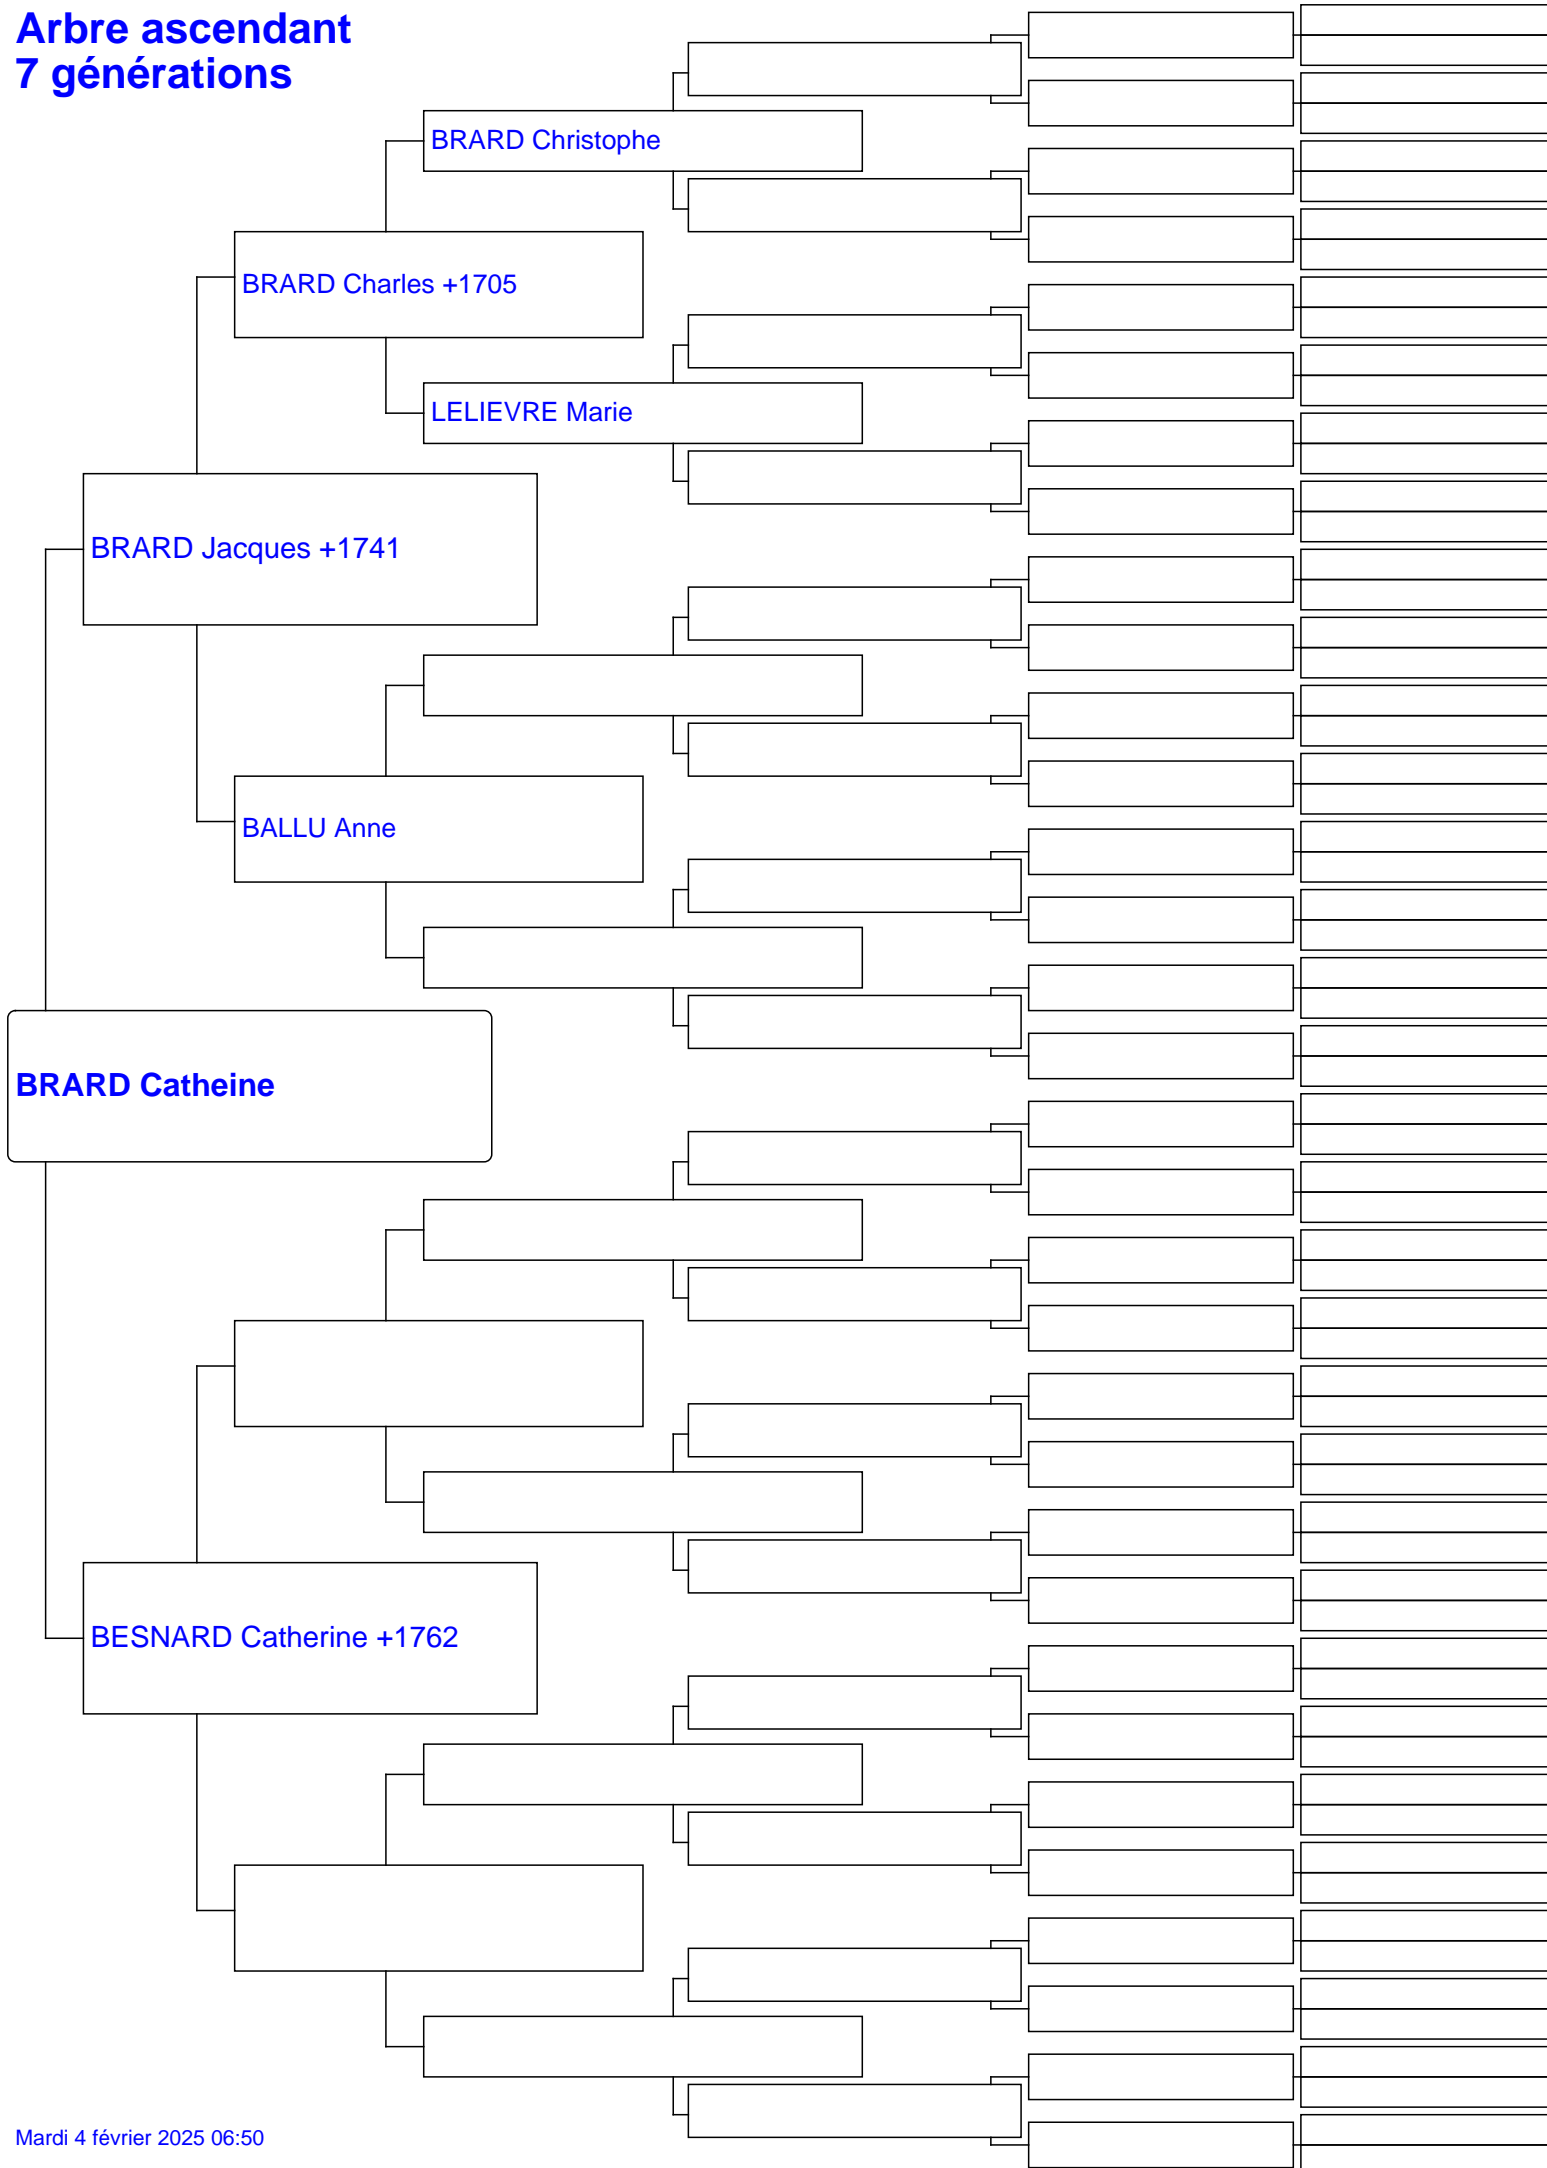 Arbre ascendant
7 générations
BRARD Christophe
BRARD Charles +1705
LELIEVRE Marie
BRARD Jacques +1741
BALLU Anne
BRARD Catheine
BESNARD Catherine +1762
Mardi 4 février 2025 06:50